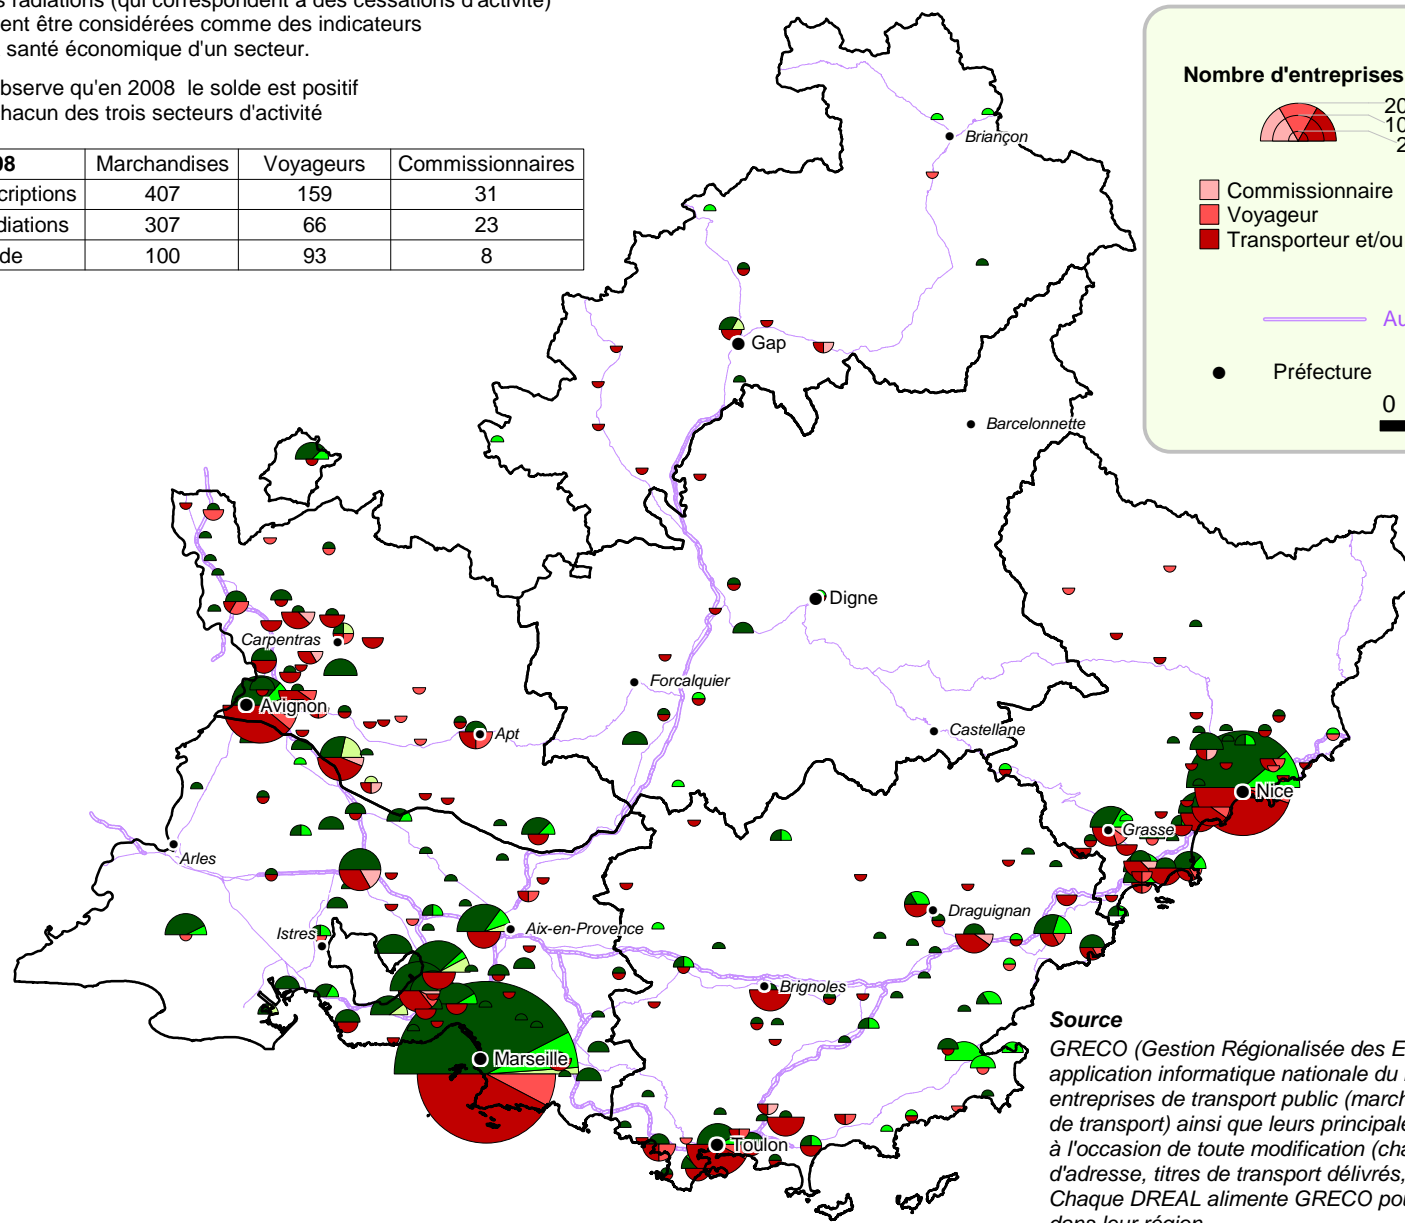 s radiations (qui correspondent à des cessations d'activité)
ent être considérées comme des indicateurs
santé économique d'un secteur.
bserve qu'en 2008 le solde est positif
hacun des trois secteurs d'activité
08 Marchandises Voyageurs Commissionnaires
criptions 407 159 31
diations 307 66 23
de 100 93 8
Nombre d'entreprises
20
10
2
Commissionnaire
Voyageur
Transporteur et/ou
Au
Préfecture
0
Briançon
Gap
Barcelonnette
Digne
Carpentras
Forcalquier
Avignon
Apt
Castellane
Nice
Grasse
Arles
Draguignan
Istres
Aix-en-Provence
Brignoles
Marseille
Toulon
Source
GRECO (Gestion Régionalisée des E
application informatique nationale du
entreprises de transport public (march
de transport) ainsi que leurs principale
à l'occasion de toute modification (cha
d'adresse, titres de transport délivrés,
Chaque DREAL alimente GRECO pou
dans leur région